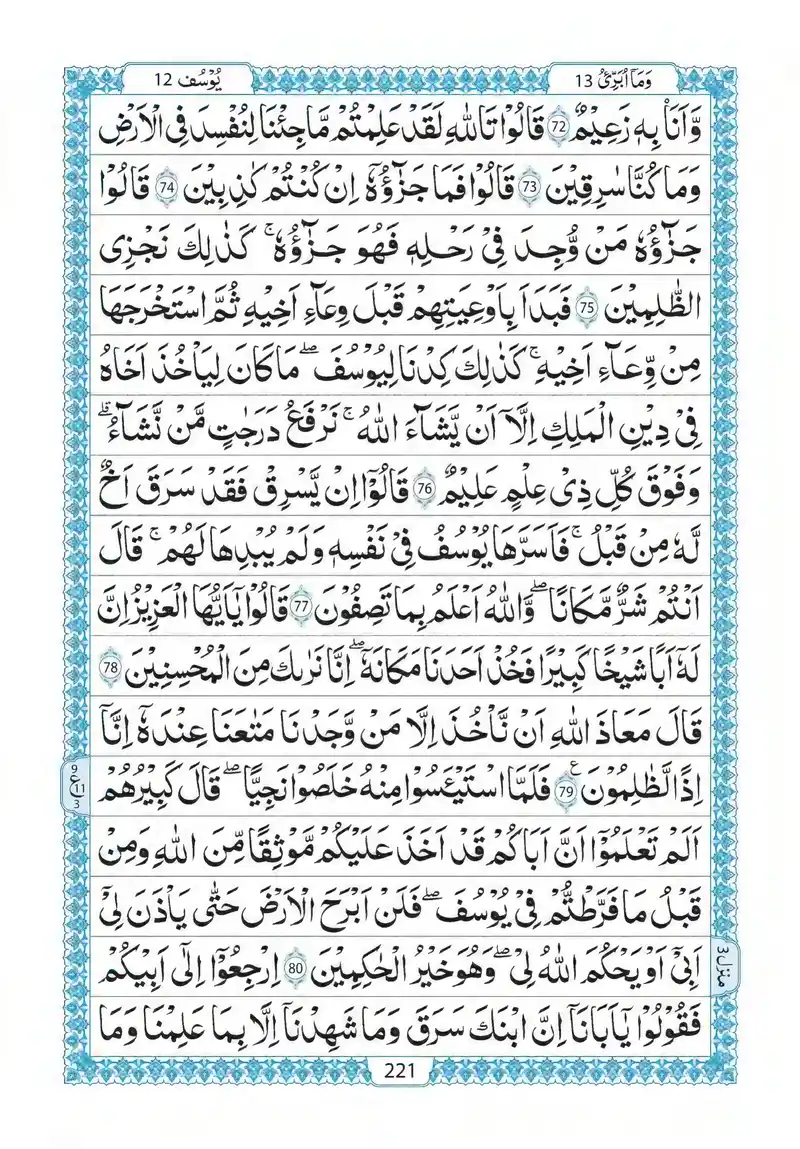 وَمَاۤ اُبَرِّئُ 13
یُوْسُف 12
وَّ اَنَا بِهٖ زَعِیْمٌ 72 قَالُوْا تَاللّٰهِ لَقَدْ عَلِمْتُمْ مَّا جِئْنَا لِنُفْسِدَ فِی الْاَرْضِ
وَ مَا كُنَّا سٰرِقِیْنَ 73 قَالُوْا فَمَا جَزَآؤُهٗۤ اِنْ كُنْتُمْ كٰذِبِیْنَ 74 قَالُوْا
جَزَآؤُهٗ مَنْ وُّجِدَ فِیْ رَحْلِهٖ فَهُوَ جَزَآؤُهٗ ؕ كَذٰلِكَ نَجْزِی
الظّٰلِمِیْنَ 75 فَبَدَاَ بِاَوْعِیَتِهِمْ قَبْلَ وِعَآءِ اَخِیْهِ ثُمَّ اسْتَخْرَجَهَا
مِنْ وِّعَآءِ اَخِیْهِ ؕ كَذٰلِكَ كِدْنَا لِیُوْسُفَ ؕ مَا كَانَ لِیَاْخُذَ اَخَاهُ
فِیْ دِیْنِ الْمَلِكِ اِلَّاۤ اَنْ یَّشَآءَ اللّٰهُ ؕ نَرْفَعُ دَرَجٰتٍ مَّنْ نَّشَآءُ ؕ
وَ فَوْقَ كُلِّ ذِیْ عِلْمٍ عَلِیْمٌ 76 قَالُوْۤا اِنْ یَّسْرِقْ فَقَدْ سَرَقَ اَخٌ
لَّهٗ مِنْ قَبْلُ ۚ فَاَسَرَّهَا یُوْسُفُ فِیْ نَفْسِهٖ وَ لَمْ یُبْدِهَا لَهُمْ ۚ قَالَ
اَنْتُمْ شَرٌّ مَّكَانًا ۖ وَ اللّٰهُ اَعْلَمُ بِمَا تَصِفُوْنَ 77 قَالُوْا یٰۤاَیُّهَا الْعَزِیْزُ اِنَّ
لَهٗۤ اَبًا شَیْخًا كَبِیْرًا فَخُذْ اَحَدَنَا مَكَانَهٗ ۖ اِنَّا نَرٰىكَ مِنَ الْمُحْسِنِیْنَ 78
قَالَ مَعَاذَ اللّٰهِ اَنْ نَّاْخُذَ اِلَّا مَنْ وَّجَدْنَا مَتَاعَنَا عِنْدَهٗۤ اِنَّاۤ
اِذًا لَّظٰلِمُوْنَ 79 فَلَمَّا اسْتَیْـَٔسُوْا مِنْهُ خَلَصُوْا نَجِیًّا ۖ قَالَ كَبِیْرُهُمْ
9
ع 11
3
اَلَمْ تَعْلَمُوْۤا اَنَّ اَبَاكُمْ قَدْ اَخَذَ عَلَیْكُمْ مَّوْثِقًا مِّنَ اللّٰهِ وَ مِنْ
قَبْلُ مَا فَرَّطْتُّمْ فِیْ یُوْسُفَ ۖ فَلَنْ اَبْرَحَ الْاَرْضَ حَتّٰی یَاْذَنَ لِیْۤ
اَبِیْۤ اَوْ یَحْكُمَ اللّٰهُ لِیْ ۖ وَ هُوَ خَیْرُ الْحٰكِمِیْنَ 80 اِرْجِعُوْۤا اِلٰۤی اَبِیْكُمْ
منزل 3
فَقُوْلُوْا یٰۤاَبَانَاۤ اِنَّ ابْنَكَ سَرَقَ وَ مَا شَهِدْنَاۤ اِلَّا بِمَا عَلِمْنَا وَ مَا
221